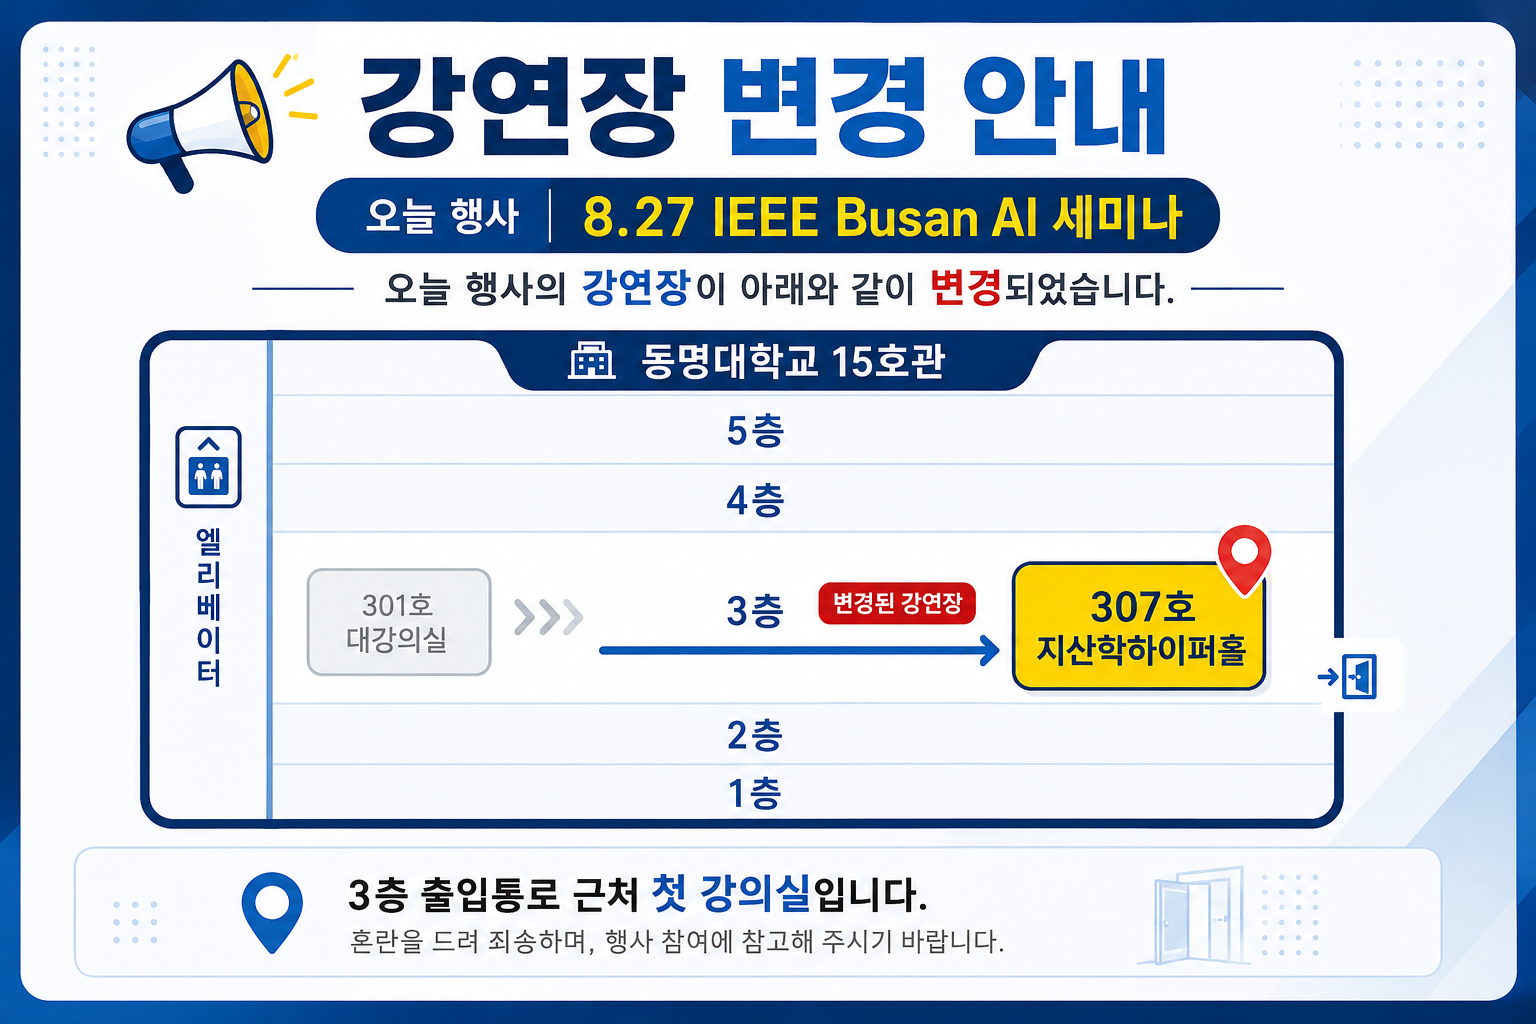 강연장 변경 안내
오늘 행사 8.27 IEEE Busan AI 세미나
오늘 행사의 강연장이 아래와 같이 변경되었습니다.
동명대학교 15호관
5층
4층
엘리베이터
301호
대강의실
3층
변경된 강연장
307호
지산학하이퍼홀
2층
1층
3층 출입통로 근처 첫 강의실입니다.
혼란을 드려 죄송하며, 행사 참여에 참고해 주시기 바랍니다.